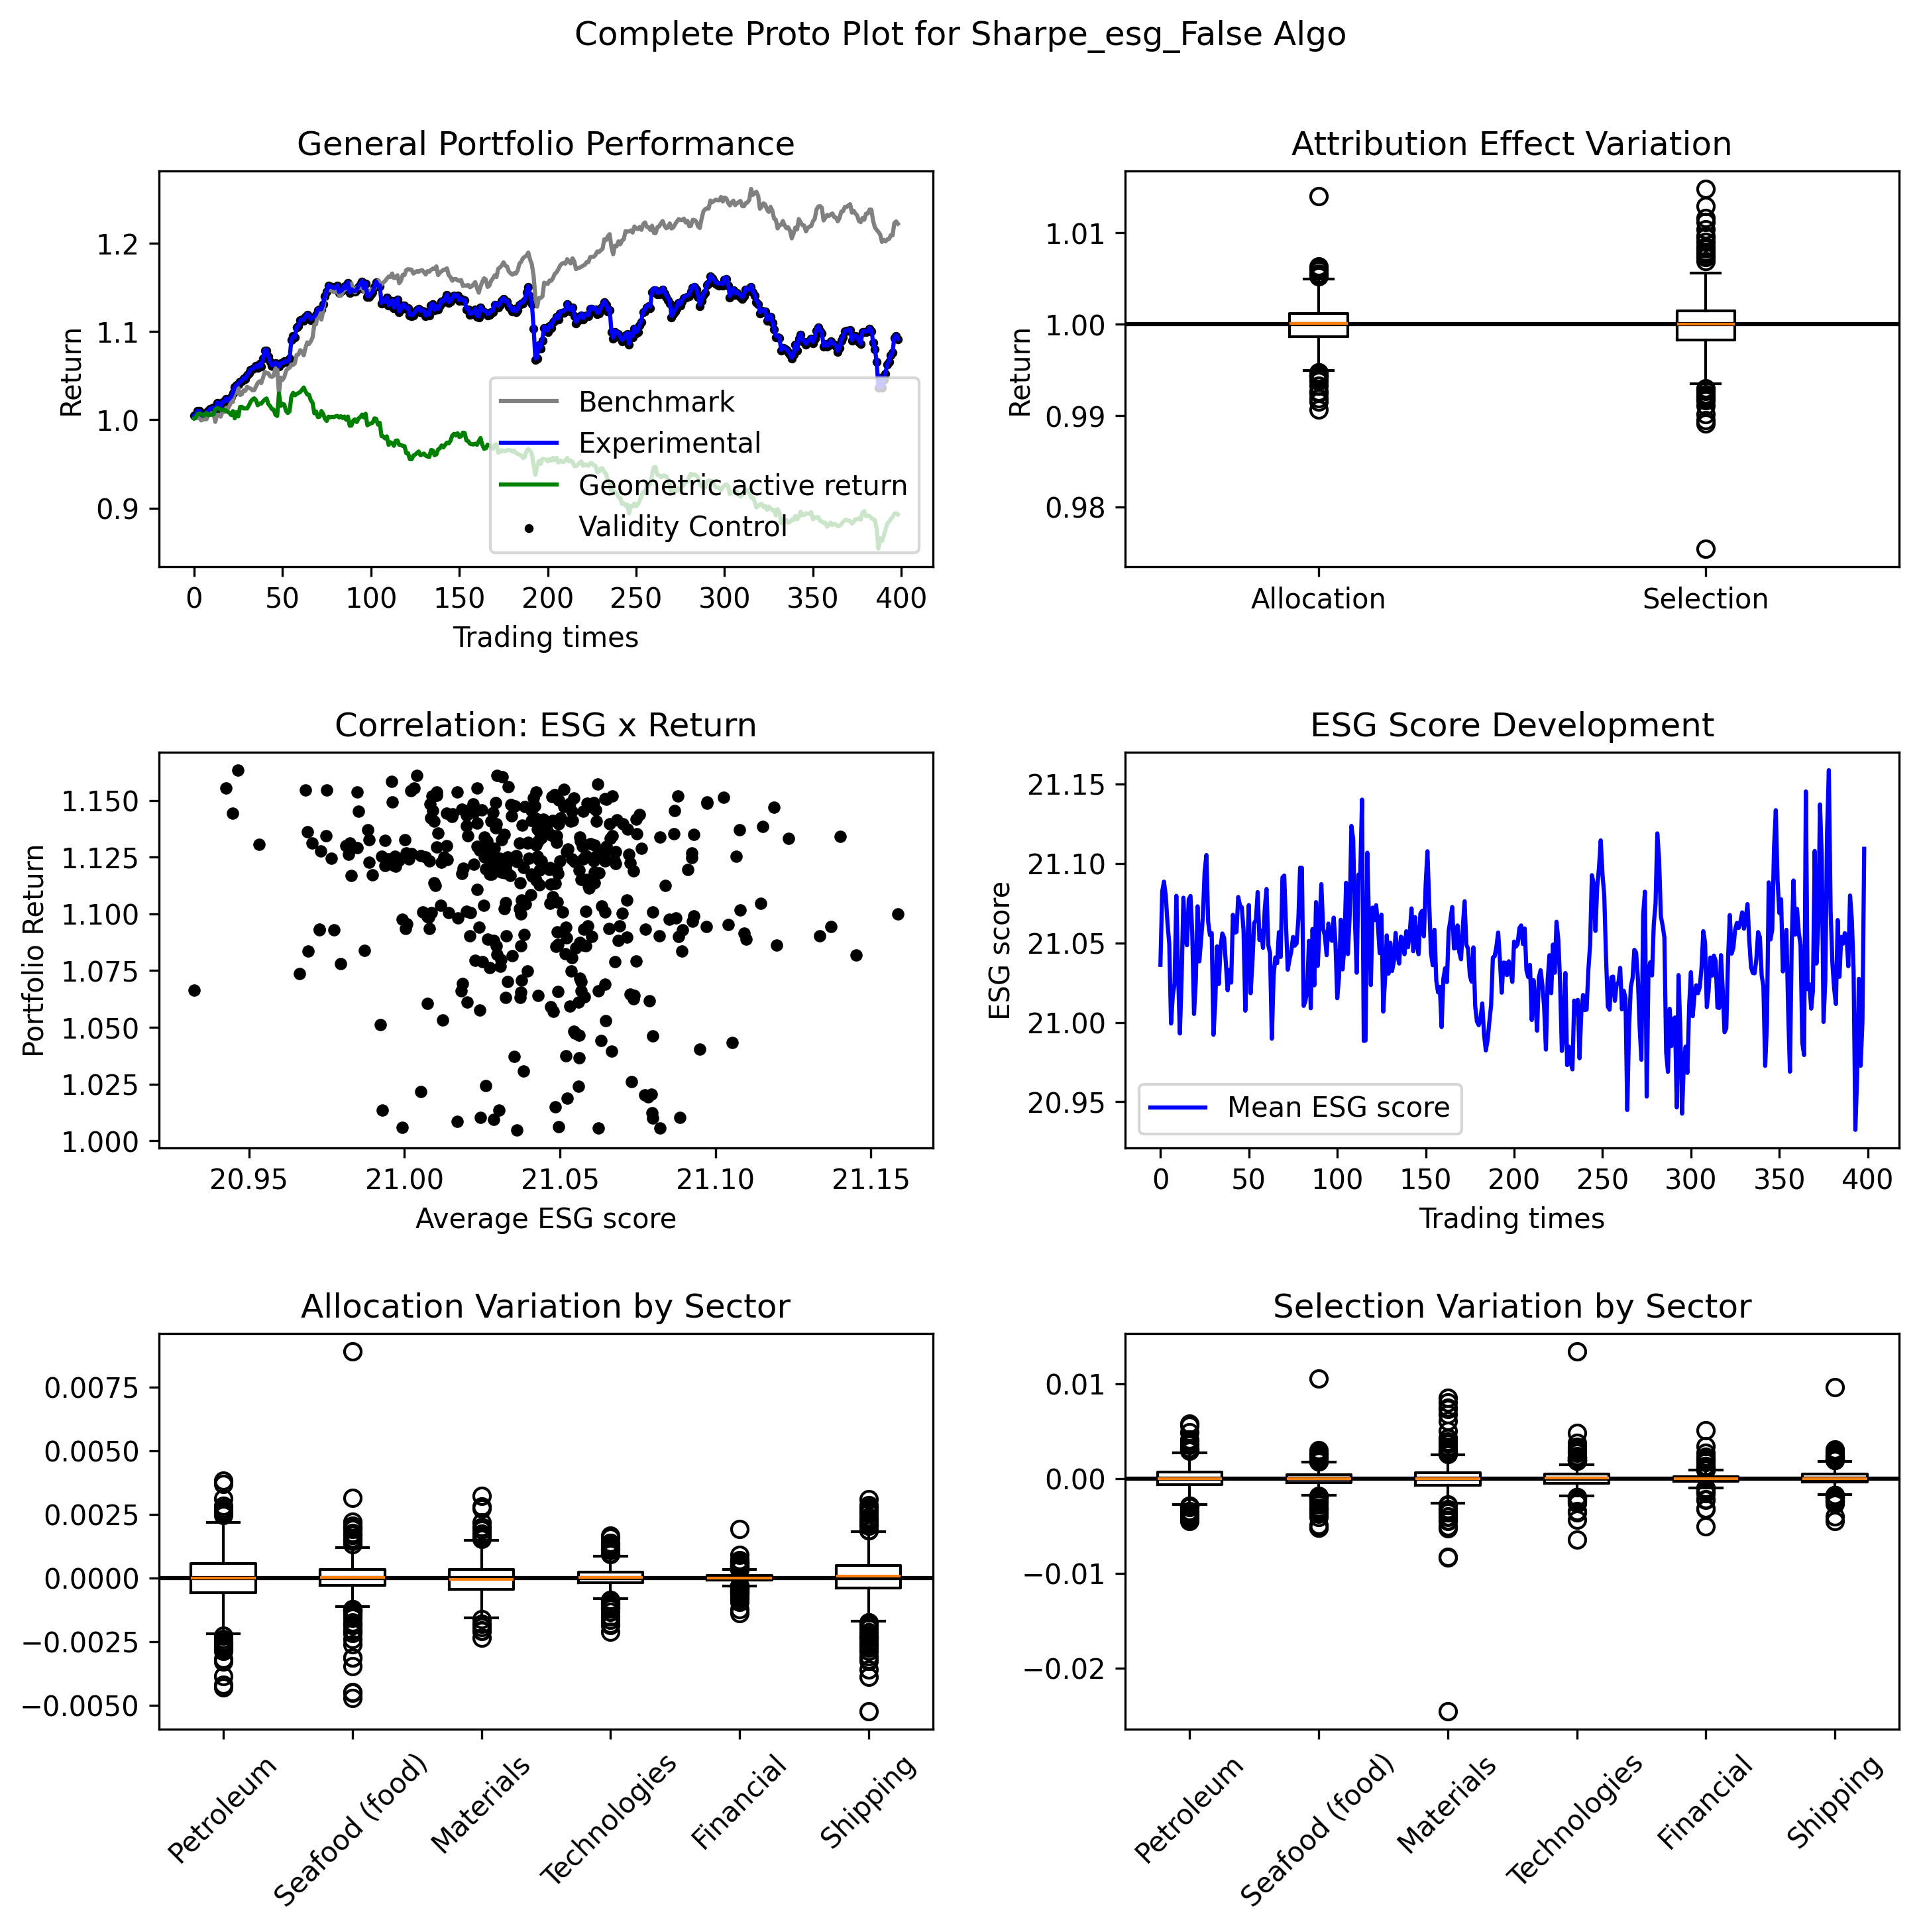 Complete Proto Plot for Sharpe_esg_False Algo
General Portfolio Performance
Return
1.2
1.1
1.0
0.9
Benchmark
Experimental
Geometric active return
Validity Control
0 50 100 150 200 250 300 350 400
Trading times
Attribution Effect Variation
Return
1.01
1.00
0.99
0.98
Allocation Selection
Correlation: ESG x Return
Portfolio Return
1.150
1.125
1.100
1.075
1.050
1.025
1.000
20.95 21.00 21.05 21.10 21.15
Average ESG score
ESG Score Development
ESG score
21.15
21.10
21.05
21.00
20.95
Mean ESG score
0 50 100 150 200 250 300 350 400
Trading times
Allocation Variation by Sector
0.0075
0.0050
0.0025
0.0000
−0.0025
−0.0050
Petroleum
Seafood (food)
Materials
Technologies
Financial
Shipping
Selection Variation by Sector
0.01
0.00
−0.01
−0.02
Petroleum
Seafood (food)
Materials
Technologies
Financial
Shipping